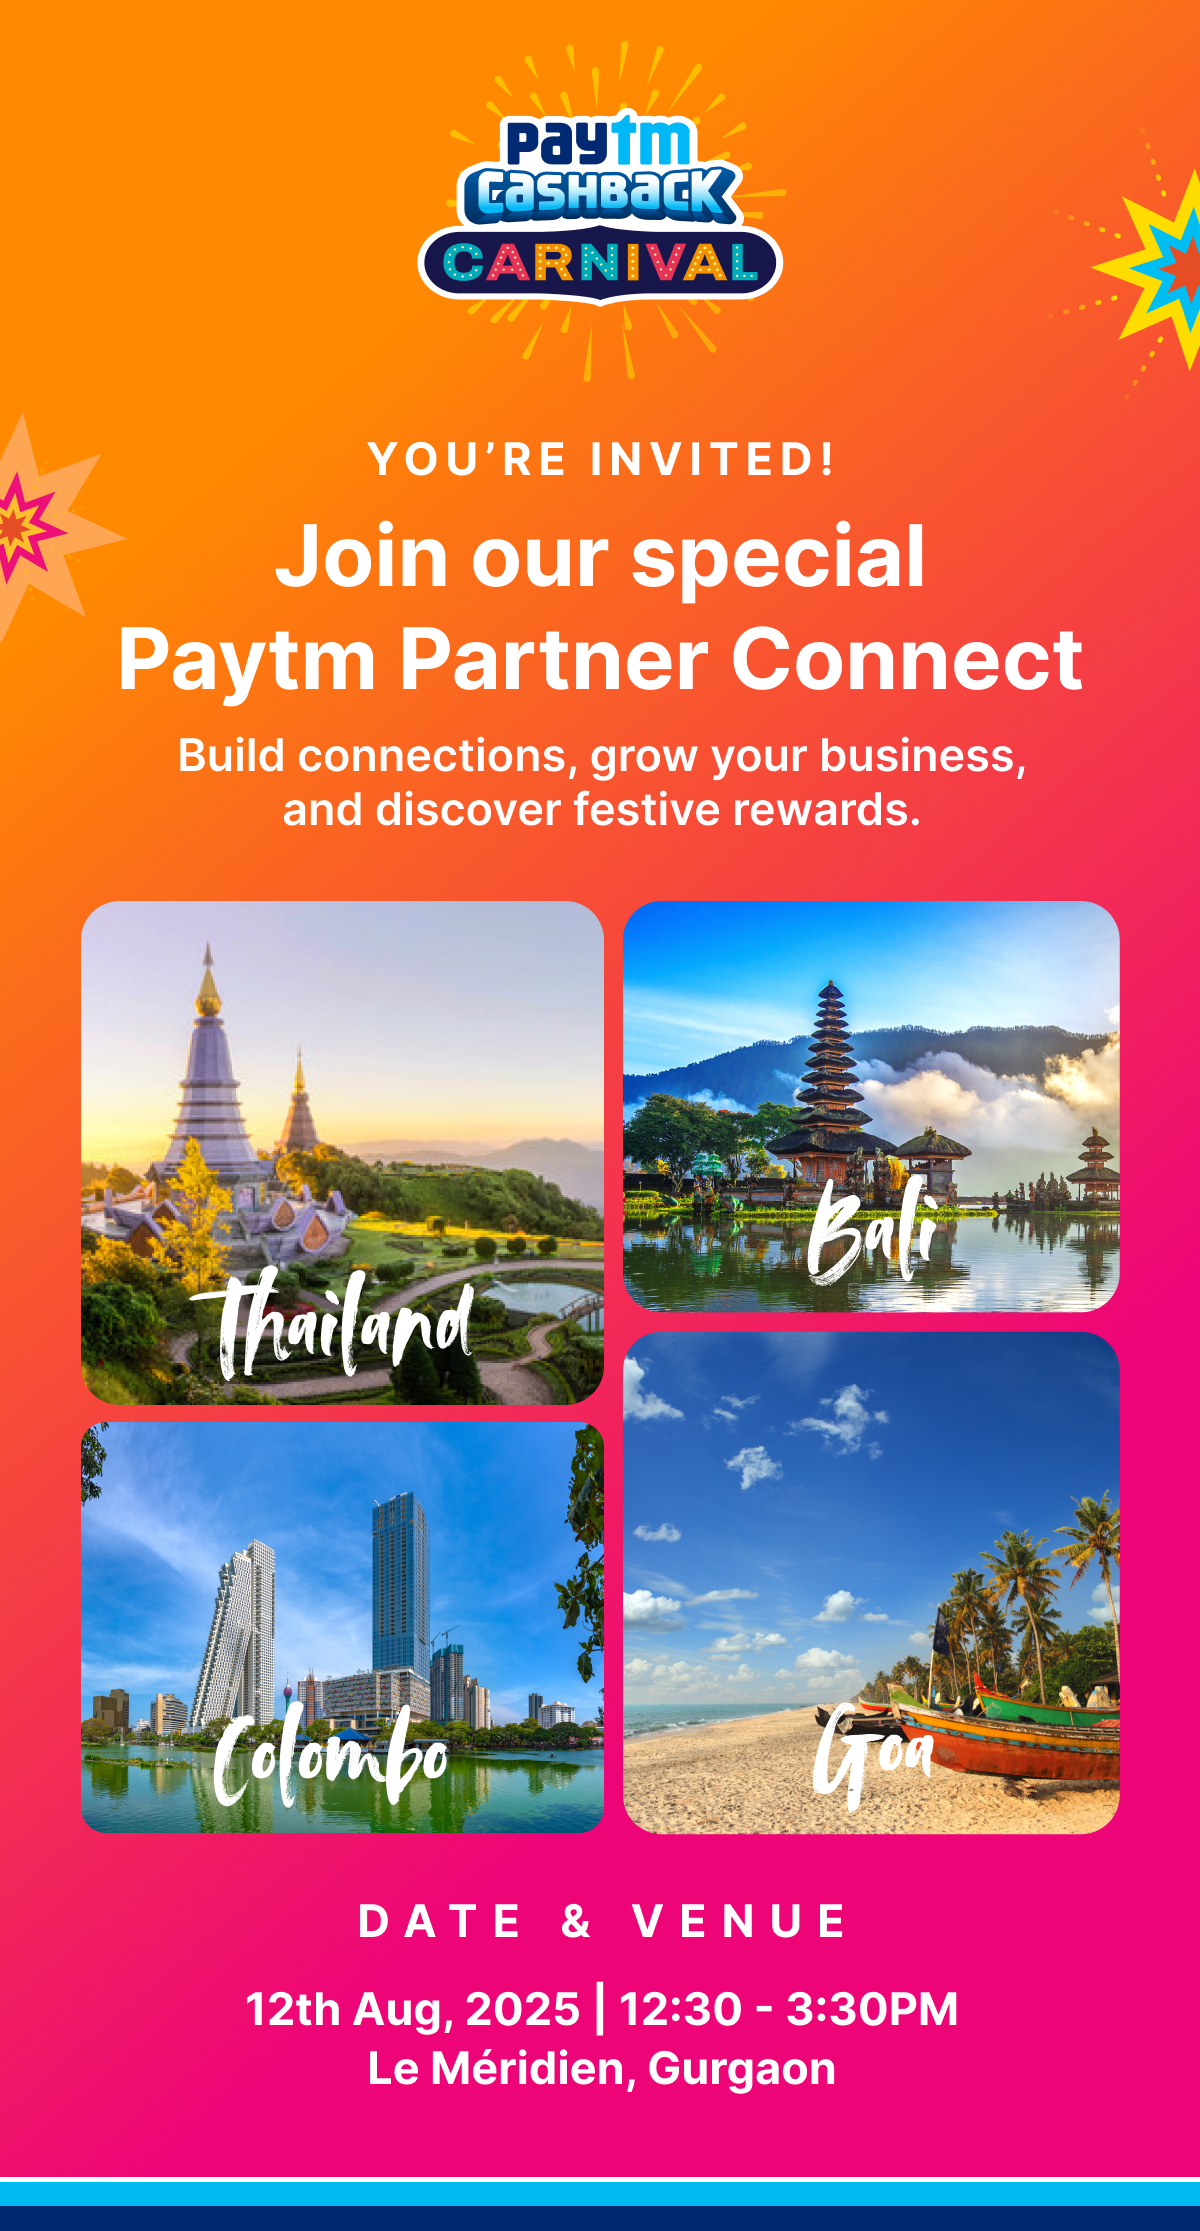 paytm
CASHBACK
CARNIVAL
YOU’RE INVITED!
Join our special
Paytm Partner Connect
Build connections, grow your business,
and discover festive rewards.
Thailand
Bali
Colombo
Goa
DATE & VENUE
12th Aug, 2025 | 12:30 - 3:30PM
Le Méridien, Gurgaon